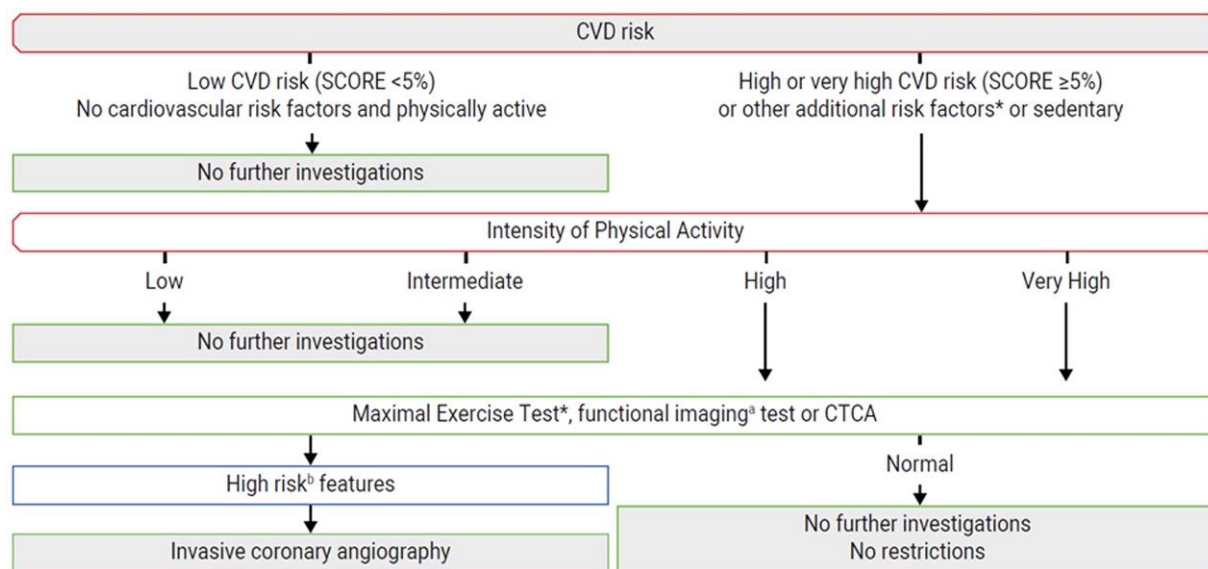 CVD risk
Low CVD risk (SCORE <5%)
No cardiovascular risk factors and physically active
High or very high CVD risk (SCORE ≥5%)
or other additional risk factors* or sedentary
No further investigations
Intensity of Physical Activity
Low
Intermediate
High
Very High
No further investigations
Maximal Exercise Test*, functional imagingᵃ test or CTCA
High riskᵇ features
Normal
Invasive coronary angiography
No further investigations
No restrictions